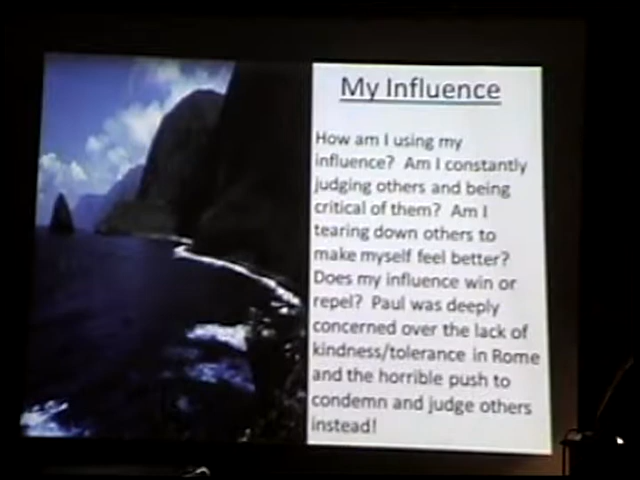 My Influence
How am I using my
influence? Am I constantly
judging others and being
critical of them? Am I
tearing down others to
make myself feel better?
Does my influence win or
repel? Paul was deeply
concerned over the lack of
kindness/tolerance in Rome
and the horrible push to
condemn and judge others
instead!